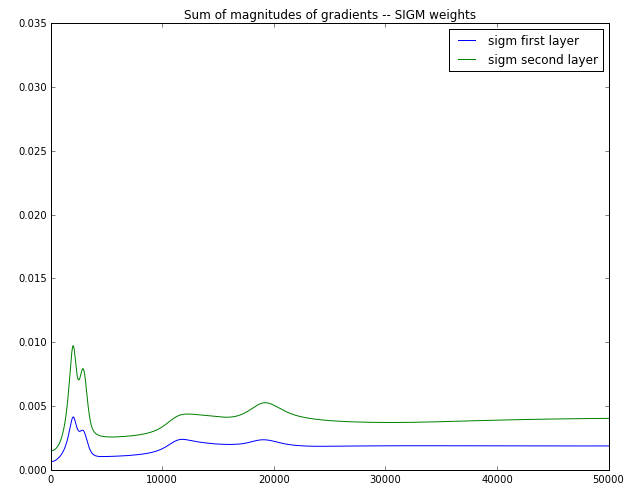 Sum of magnitudes of gradients -- SIGM weights
sigm first layer
sigm second layer
0.035
0.030
0.025
0.020
0.015
0.010
0.005
0.000
0 10000 20000 30000 40000 50000